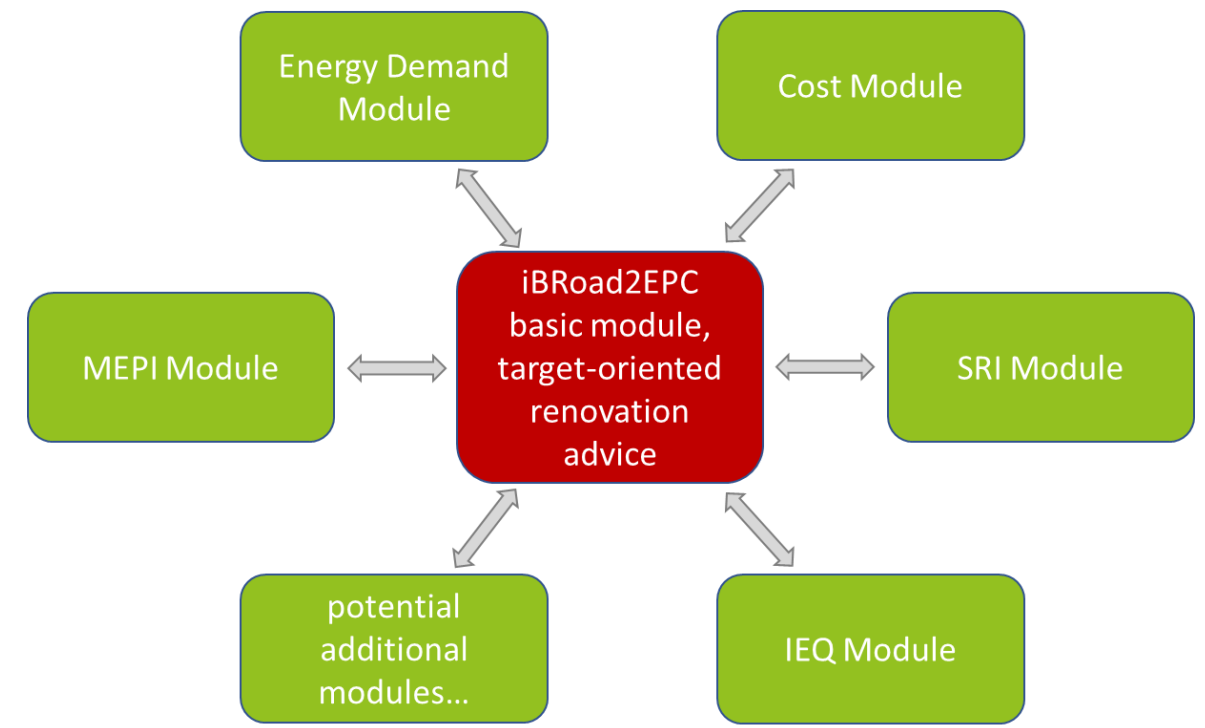 Energy Demand
Module
Cost Module
iBRoad2EPC
basic module,
target-oriented
renovation
advice
MEPI Module
SRI Module
potential
additional
modules...
IEQ Module